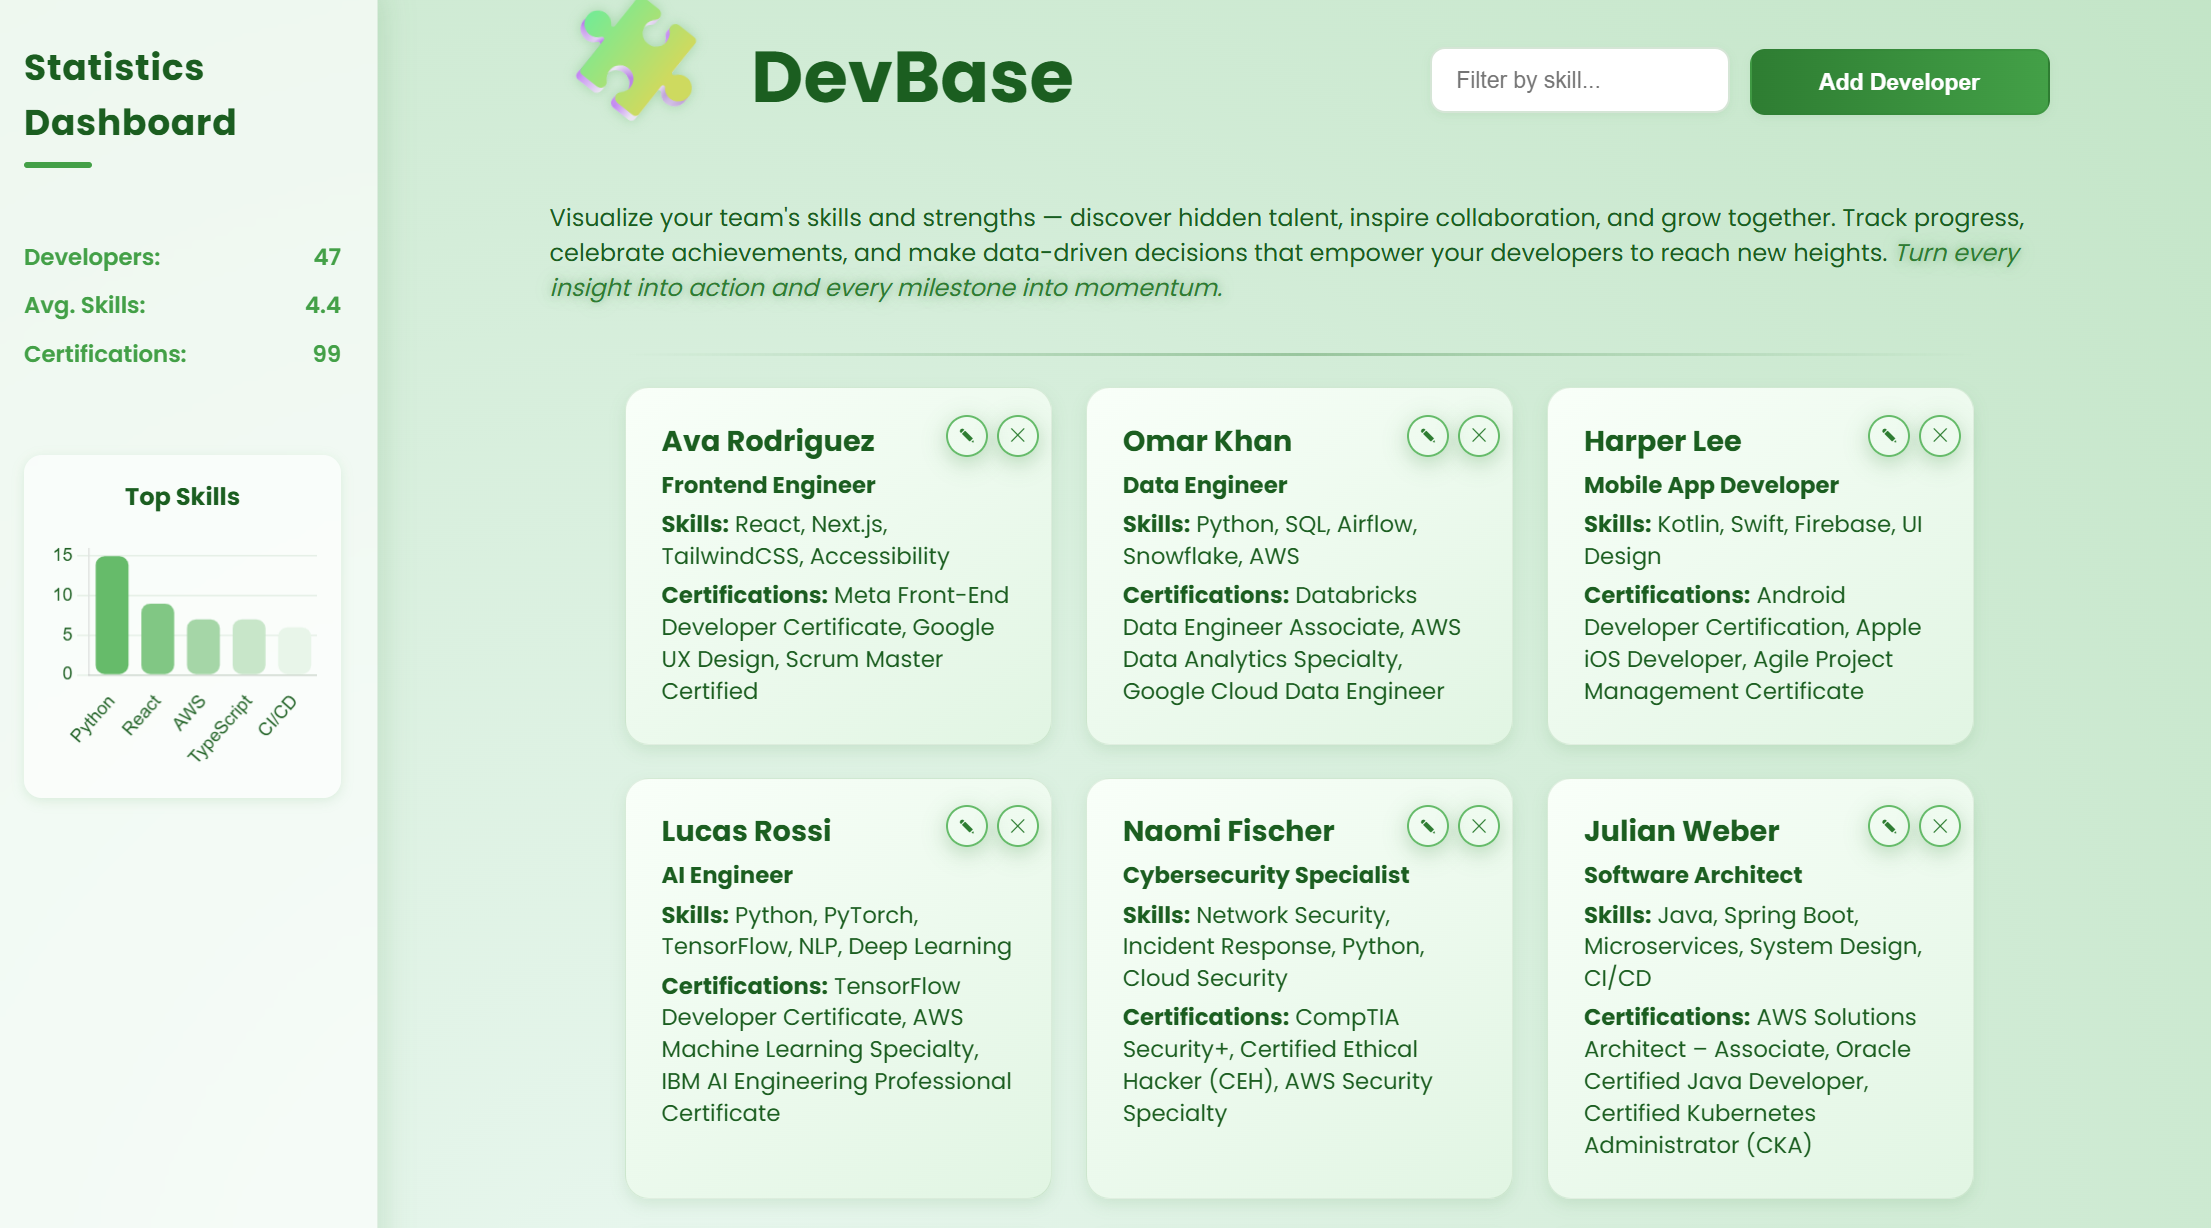 Statistics
Dashboard
Developers: 47
Avg. Skills: 4.4
Certifications: 99
Top Skills
15
10
5
0
Python
React
AWS
TypeScript
CI/CD
DevBase
Filter by skill...
Add Developer
Visualize your team's skills and strengths — discover hidden talent, inspire collaboration, and grow together. Track progress,
celebrate achievements, and make data-driven decisions that empower your developers to reach new heights. Turn every
insight into action and every milestone into momentum.
Ava Rodriguez
Frontend Engineer
Skills: React, Next.js,
TailwindCSS, Accessibility
Certifications: Meta Front-End
Developer Certificate, Google
UX Design, Scrum Master
Certified
Omar Khan
Data Engineer
Skills: Python, SQL, Airflow,
Snowflake, AWS
Certifications: Databricks
Data Engineer Associate, AWS
Data Analytics Specialty,
Google Cloud Data Engineer
Harper Lee
Mobile App Developer
Skills: Kotlin, Swift, Firebase, UI
Design
Certifications: Android
Developer Certification, Apple
iOS Developer, Agile Project
Management Certificate
Lucas Rossi
AI Engineer
Skills: Python, PyTorch,
TensorFlow, NLP, Deep Learning
Certifications: TensorFlow
Developer Certificate, AWS
Machine Learning Specialty,
IBM AI Engineering Professional
Certificate
Naomi Fischer
Cybersecurity Specialist
Skills: Network Security,
Incident Response, Python,
Cloud Security
Certifications: CompTIA
Security+, Certified Ethical
Hacker (CEH), AWS Security
Specialty
Julian Weber
Software Architect
Skills: Java, Spring Boot,
Microservices, System Design,
CI/CD
Certifications: AWS Solutions
Architect – Associate, Oracle
Certified Java Developer,
Certified Kubernetes
Administrator (CKA)